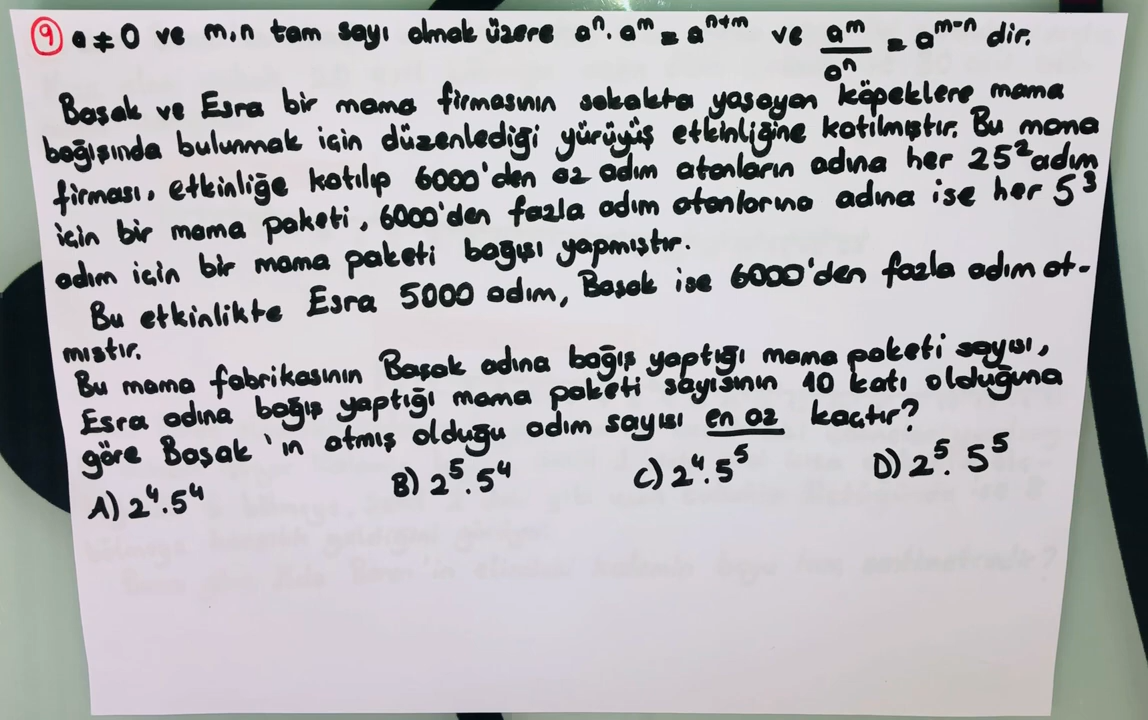 9 a ≠ 0 ve m,n tam sayı olmak üzere aⁿ. aᵐ = aⁿ⁺ᵐ ve aᵐ/aⁿ = aᵐ⁻ⁿ dir.
Başak ve Esra bir mama firmasının sokakta yaşayan köpeklere mama
bağışında bulunmak için düzenlediği yürüyüş etkinliğine katılmıştır. Bu mama
firması, etkinliğe katılıp 6000'den az adım atanların adına her 25² adım
için bir mama paketi, 6000'den fazla adım atanlarına adına ise her 5³
adım için bir mama paketi bağışı yapmıştır.
Bu etkinlikte Esra 5000 adım, Başak ise 6000'den fazla adım at-
mıştır.
Bu mama fabrikasının Başak adına bağış yaptığı mama paketi sayısı,
Esra adına bağış yaptığı mama paketi sayısının 10 katı olduğuna
göre Başak'ın atmış olduğu adım sayısı en az kaçtır?
A) 2⁴.5⁴ B) 2⁵.5⁴ C) 2⁴.5⁵ D) 2⁵.5⁵